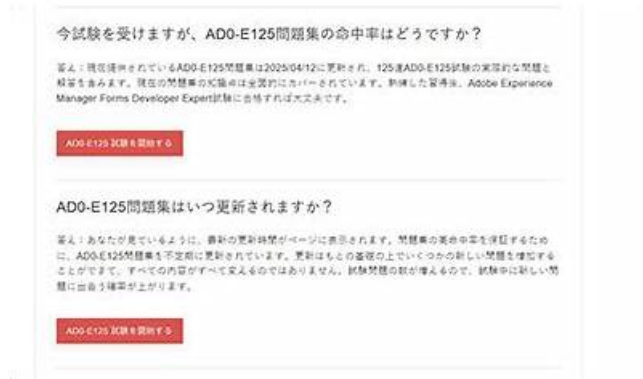 今試験を受けますが、AD0-E125問題集の命中率はどうですか？
答え：現在提供されているAD0-E125問題集は2025/04/12に更新され、125道AD0-E125試験の実際的な問題と
解答を含みます。現在の問題集の知識点は全面的にカバーされています。熟練した習得後、Adobe Experience
Manager Forms Developer Expert試験に合格すれば大丈夫です。
AD0-E125 試験を開始する
AD0-E125問題集はいつ更新されますか？
答え：あなたが見ているように、最新の更新時間がページに表示されます。問題集の高命中率を保証するため
に、AD0-E125問題集を不定期に更新されています。更新はもとの基礎の上でいくつかの新しい問題を増加する
ことができて、すべての内容がすべて変えるのではありません。試験問題の数が増えるので、試験中に新しい問
題に出会う確率が上がります。
AD0-E125 試験を開始する